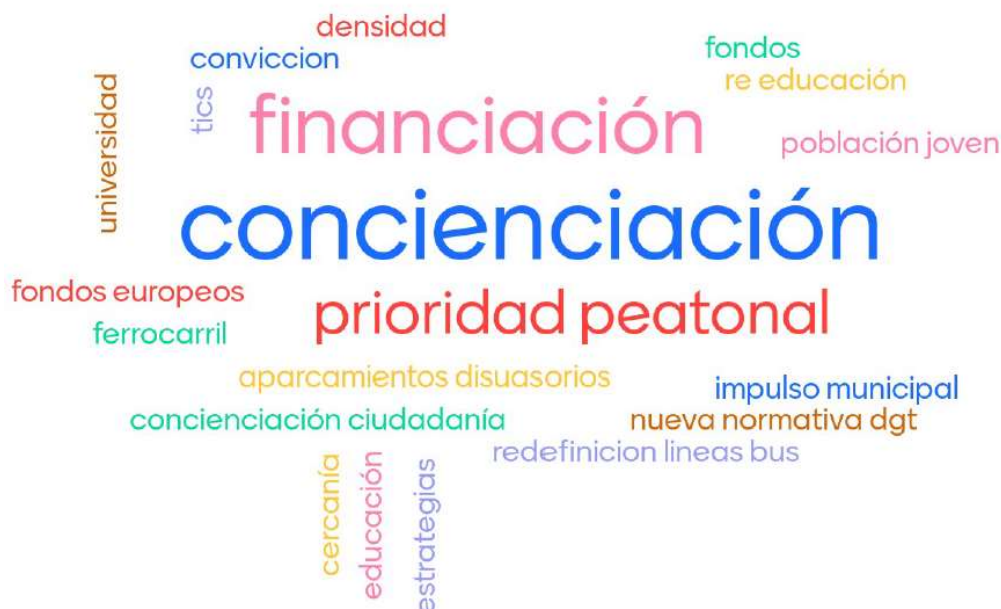 densidad
conviccion
fondos
re educación
universidad
tics
financiación
población joven
concienciación
fondos europeos
prioridad peatonal
ferrocarril
aparcamientos disuasorios
impulso municipal
concienciación ciudadanía
nueva normativa dgt
redefinicion lineas bus
cercanía
educación
estrategias